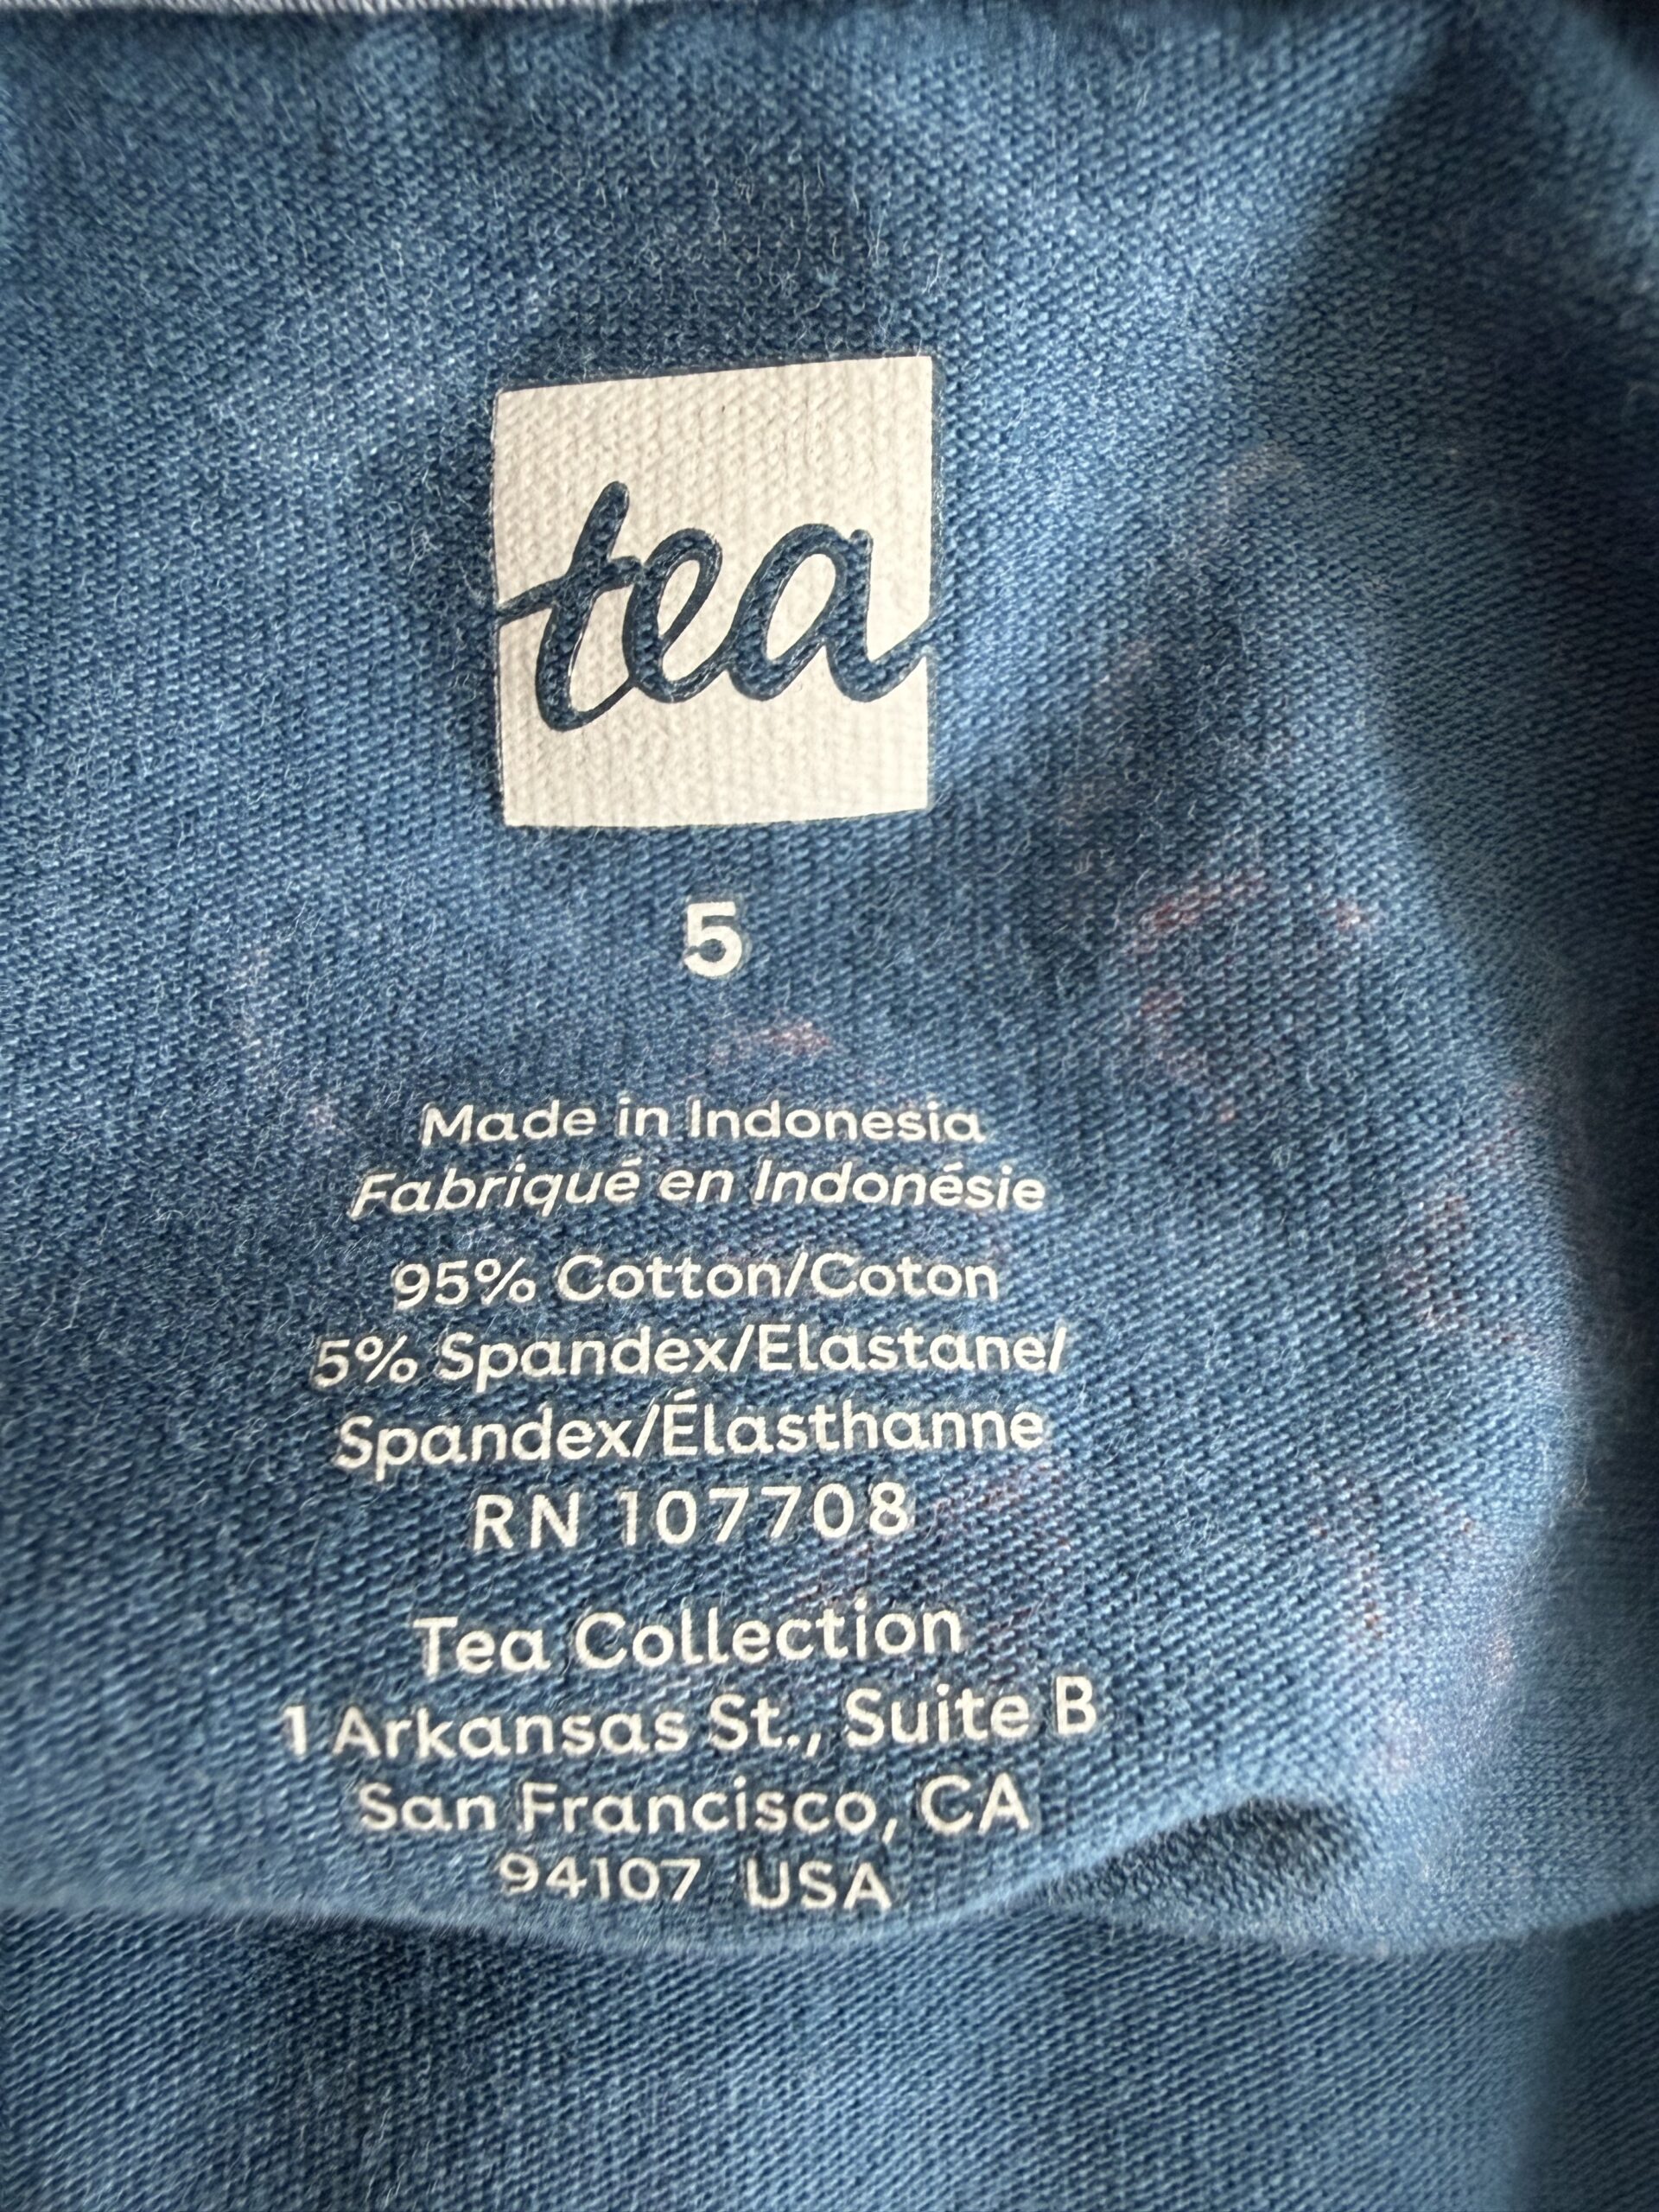 tea
5
Made in Indonesia
Fabriqué en Indonésie
95% Cotton/Coton
5% Spandex/Elastane/
Spandex/Élasthanne
RN 107708
Tea Collection
1 Arkansas St., Suite B
San Francisco, CA
94107 USA